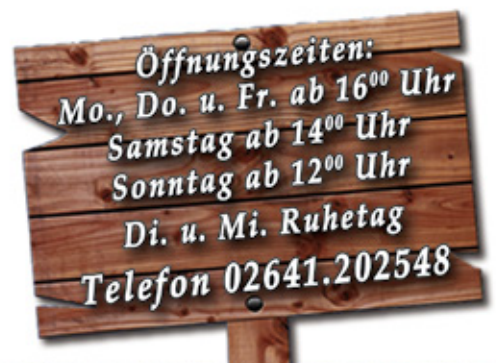 Öffnungszeiten:
Mo., Do. u. Fr. ab 16⁰⁰ Uhr
Samstag ab 14⁰⁰ Uhr
Sonntag ab 12⁰⁰ Uhr
Di. u. Mi. Ruhetag
Telefon 02641.202548